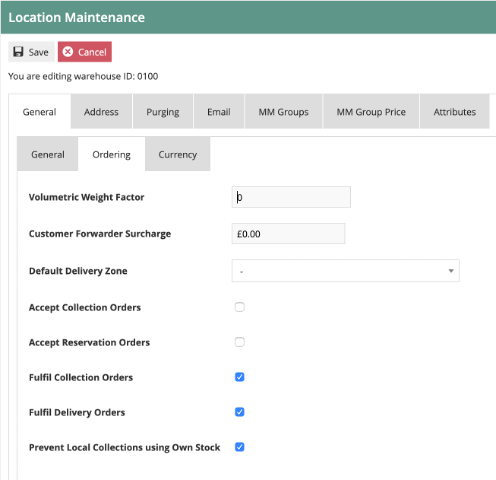 Location Maintenance
Save Cancel
You are editing warehouse ID: 0100
General Address Purging Email MM Groups MM Group Price Attributes
General Ordering Currency
Volumetric Weight Factor 0
Customer Forwarder Surcharge £0.00
Default Delivery Zone -
Accept Collection Orders
Accept Reservation Orders
Fulfil Collection Orders
Fulfil Delivery Orders
Prevent Local Collections using Own Stock